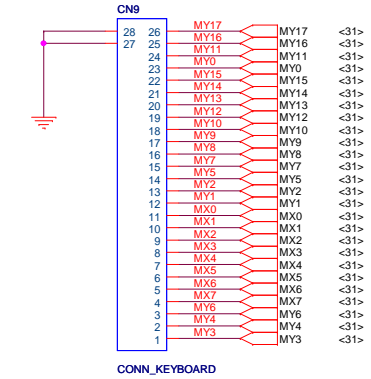 CN9
28 26 MY17 MY17 <31>
27 25 MY16 MY16 <31>
24 MY11 MY11 <31>
23 MY0 MY0 <31>
22 MY15 MY15 <31>
21 MY14 MY14 <31>
20 MY13 MY13 <31>
19 MY12 MY12 <31>
18 MY10 MY10 <31>
17 MY9 MY9 <31>
16 MY8 MY8 <31>
15 MY7 MY7 <31>
14 MY5 MY5 <31>
13 MY2 MY2 <31>
12 MY1 MY1 <31>
11 MX0 MX0 <31>
10 MX1 MX1 <31>
9 MX2 MX2 <31>
8 MX3 MX3 <31>
7 MX4 MX4 <31>
6 MX5 MX5 <31>
5 MX6 MX6 <31>
4 MX7 MX7 <31>
3 MY6 MY6 <31>
2 MY4 MY4 <31>
1 MY3 MY3 <31>
CONN_KEYBOARD